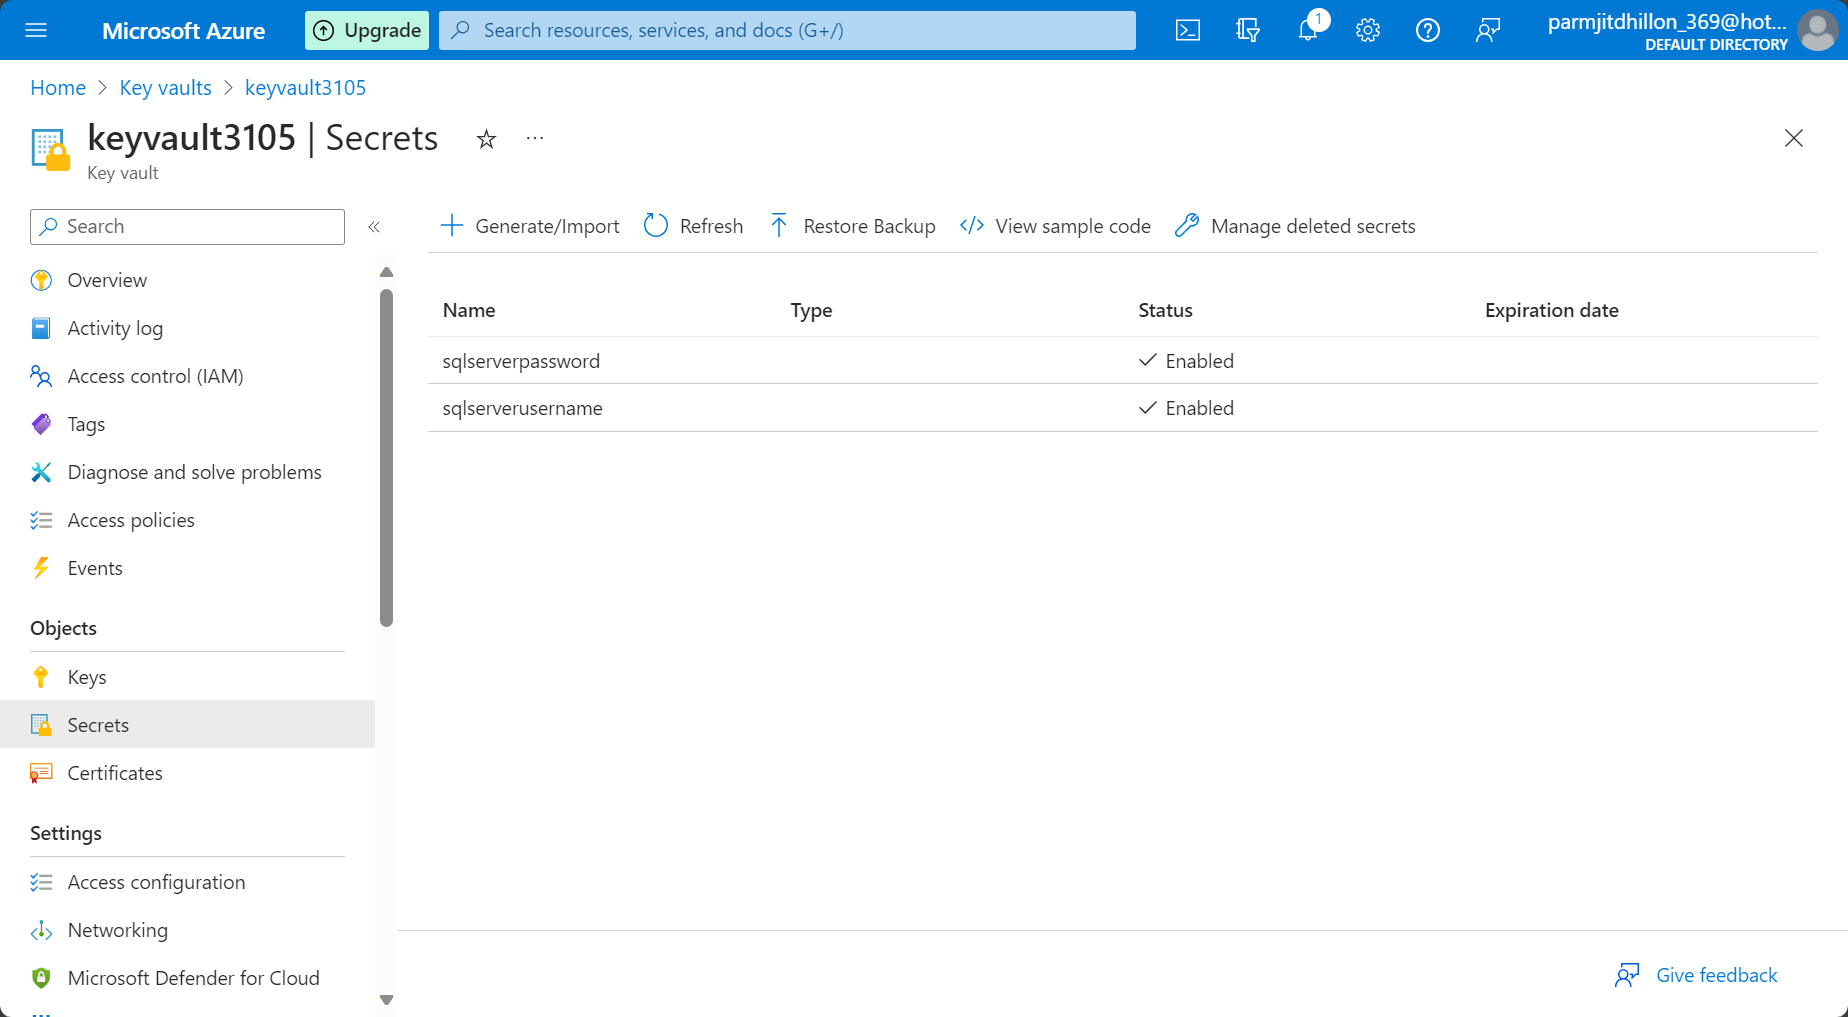 Microsoft Azure
Upgrade
Search resources, services, and docs (G+/)
1
parmjitdhillon_369@hot...
DEFAULT DIRECTORY
Home > Key vaults > keyvault3105
keyvault3105 | Secrets
Key vault
Search
Generate/Import
Refresh
Restore Backup
View sample code
Manage deleted secrets
Overview
Activity log
Access control (IAM)
Tags
Diagnose and solve problems
Access policies
Events
Objects
Keys
Secrets
Certificates
Settings
Access configuration
Networking
Microsoft Defender for Cloud
Name Type Status Expiration date
sqlserverpassword Enabled
sqlserverusername Enabled
Give feedback